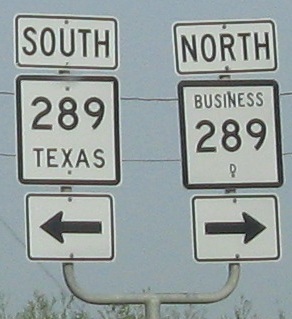 SOUTH
289
TEXAS
NORTH
BUSINESS
289
D